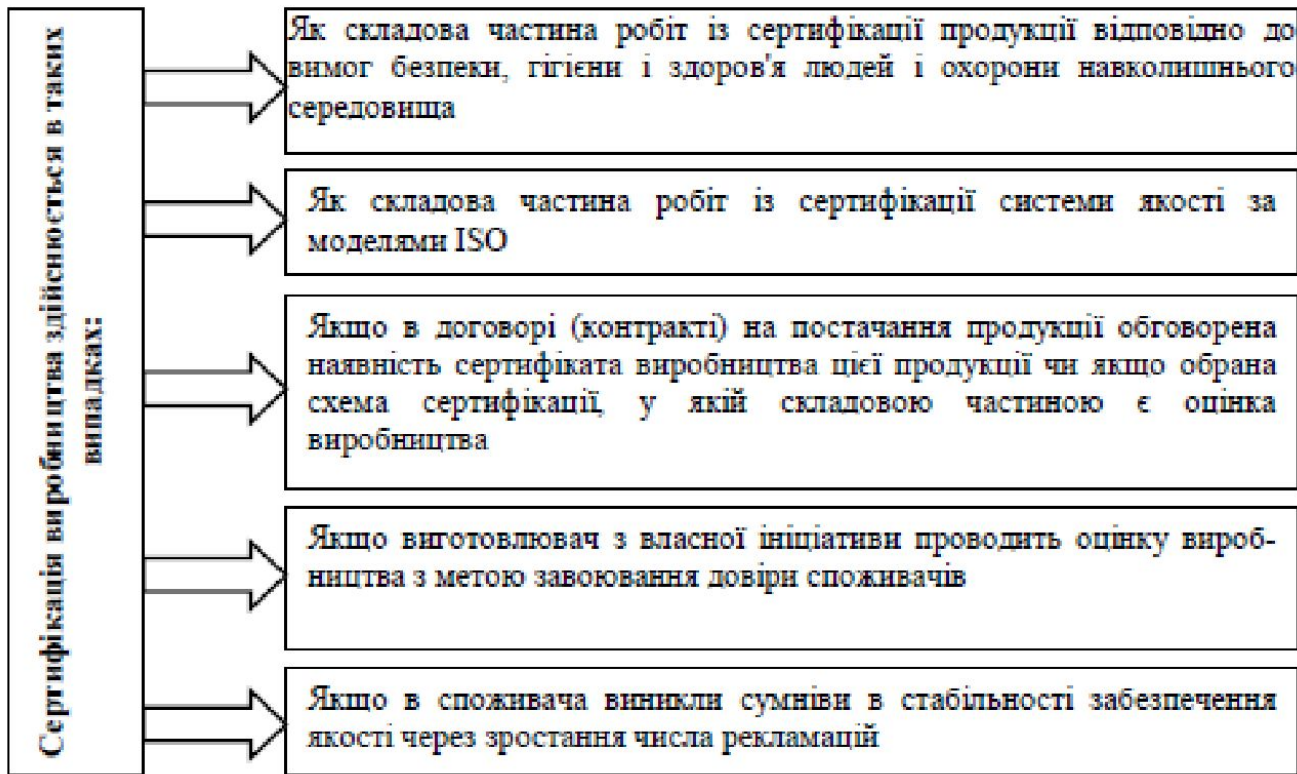 Сертифікація виробництва здійснюється в таких
випадках:
Як складова частина робіт із сертифікації продукції відповідно до
вимог безпеки, гігієни і здоров'я людей і охорони навколишнього
середовища
Як складова частина робіт із сертифікації системи якості за
моделями ISO
Якщо в договорі (контракті) на постачання продукції обговорена
наявність сертифіката виробництва цієї продукції чи якщо обрана
схема сертифікації, у якій складовою частиною є оцінка
виробництва
Якщо виготовлювач з власної ініціативи проводить оцінку вироб-
ництва з метою завоювання довіри споживачів
Якщо в споживача виникли сумніви в стабільності забезпечення
якості через зростання числа рекламацій